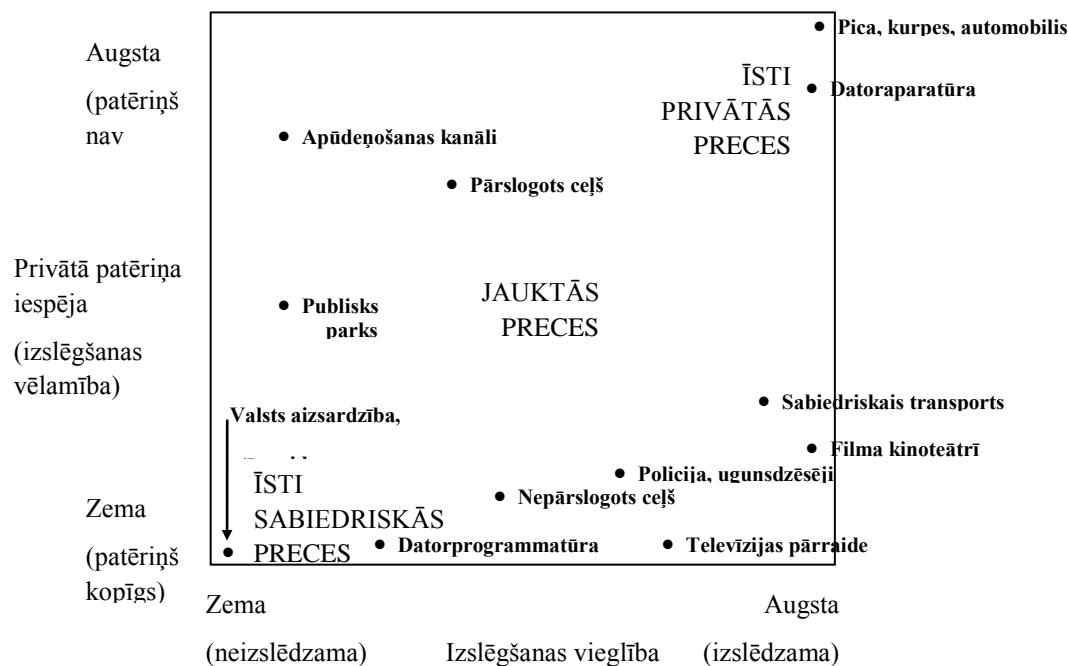 Augsta
(patēriņš
nav
Privātā patēriņa
iespēja
(izslēgšanas
vēlamība)
Zema
(patēriņš
kopīgs)
Pica, kurpes, automobilis
ĪSTI
PRIVĀTĀS
PRECES
Datoraparatūra
Apūdeņošanas kanāli
Pārslogots ceļš
Publisks
parks
JAUKTĀS
PRECES
Sabiedriskais transports
Valsts aizsardzība,
Filma kinoteātrī
Policija, ugunsdzēsēji
ĪSTI
SABIEDRISKĀS
PRECES
Nepārslogots ceļš
Datorprogrammatūra
Televīzijas pārraide
Zema
(neizslēdzama)
Izslēgšanas vieglība
Augsta
(izslēdzama)